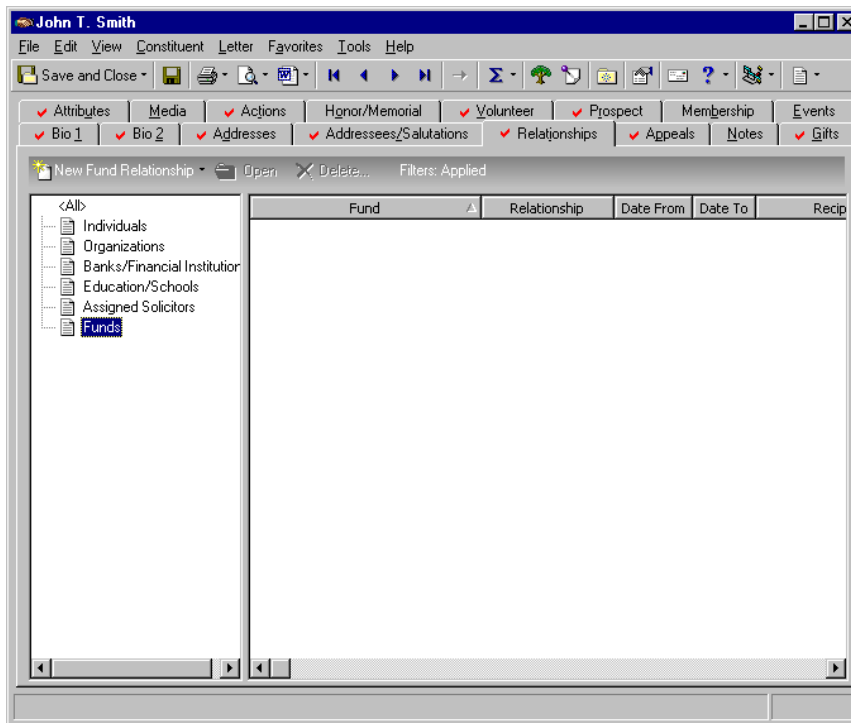 John T. Smith
File Edit View Constituent Letter Favorites Tools Help
Save and Close
Attributes Media Actions Honor/Memorial Volunteer Prospect Membership Events
Bio 1 Bio 2 Addresses Addressees/Salutations Relationships Appeals Notes Gifts
New Fund Relationship Open Delete... Filters: Applied
<All>
Individuals
Organizations
Banks/Financial Institution
Education/Schools
Assigned Solicitors
Funds
Fund Relationship Date From Date To Recip